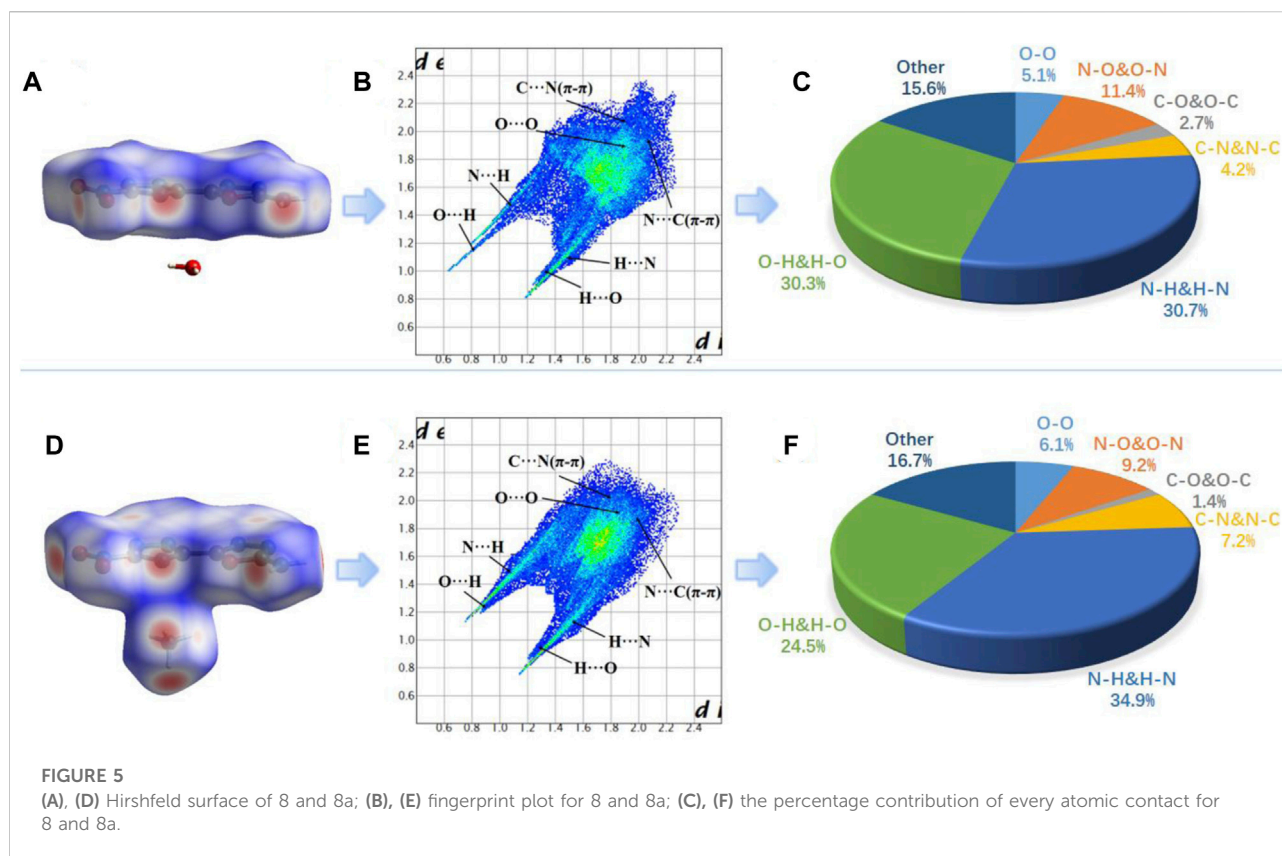 A
B
C
d e
2.4
2.2
2.0
1.8
1.6
1.4
1.2
1.0
0.8
0.6
C···N(π-π)
O···O
N···H
O···H
N···C(π-π)
H···N
H···O
d i
0.6 0.8 1.0 1.2 1.4 1.6 1.8 2.0 2.2 2.4
Other
15.6%
O-O
5.1%
N-O&O-N
11.4%
C-O&O-C
2.7%
C-N&N-C
4.2%
O-H&H-O
30.3%
N-H&H-N
30.7%
D
E
F
d e
2.4
2.2
2.0
1.8
1.6
1.4
1.2
1.0
0.8
0.6
C···N(π-π)
O···O
N···H
O···H
N···C(π-π)
H···N
H···O
d i
0.6 0.8 1.0 1.2 1.4 1.6 1.8 2.0 2.2 2.4
Other
16.7%
O-O
6.1%
N-O&O-N
9.2%
C-O&O-C
1.4%
C-N&N-C
7.2%
O-H&H-O
24.5%
N-H&H-N
34.9%
FIGURE 5
(A), (D) Hirshfeld surface of 8 and 8a; (B), (E) fingerprint plot for 8 and 8a; (C), (F) the percentage contribution of every atomic contact for
8 and 8a.